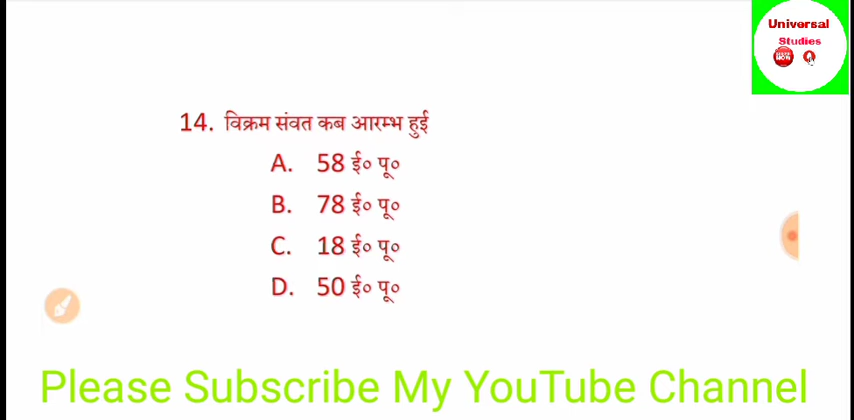 Universal
Studies
14. विक्रम संवत कब आरम्भ हुई
A. 58 ई० पू०
B. 78 ई० पू०
C. 18 ई० पू०
D. 50 ई० पू०
Please Subscribe My YouTube Channel